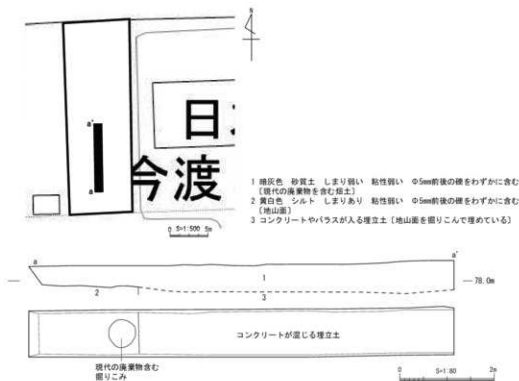 N
a'
a
日
今渡
0 S=1:500 5m
1 暗灰色 砂質土 しまり弱い 粘性弱い Φ5mm前後の礫をわずかに含む
〔現代の廃棄物を含む畑土〕
2 黄白色 シルト しまりあり 粘性弱い Φ5mm前後の礫をわずかに含む
〔地山面〕
3 コンクリートやバラスが入る埋立土〔地山面を掘りこんで埋めている〕
a
a'
1
78.0m
2
3
コンクリートが混じる埋立土
現代の廃棄物含む
掘りこみ
0 S=1:80 2m